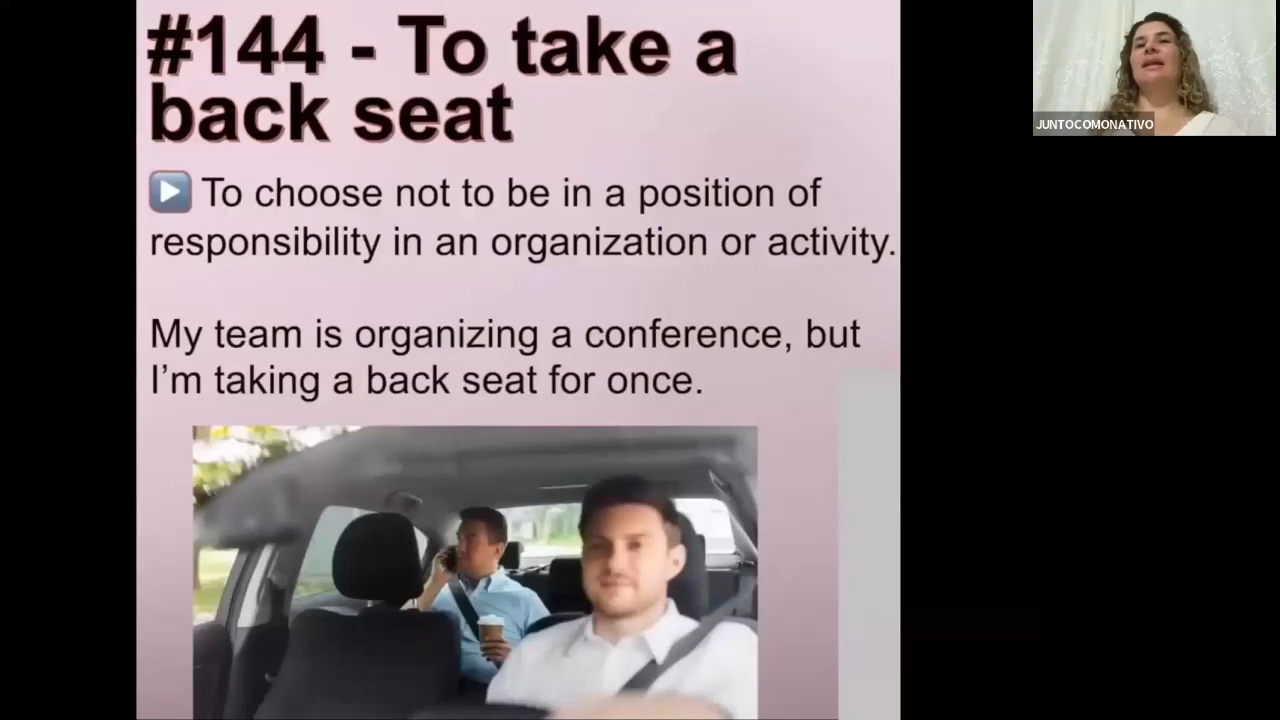 #144 - To take a
back seat
JUNTOCOMONATIVO
To choose not to be in a position of
responsibility in an organization or activity.
My team is organizing a conference, but
I’m taking a back seat for once.